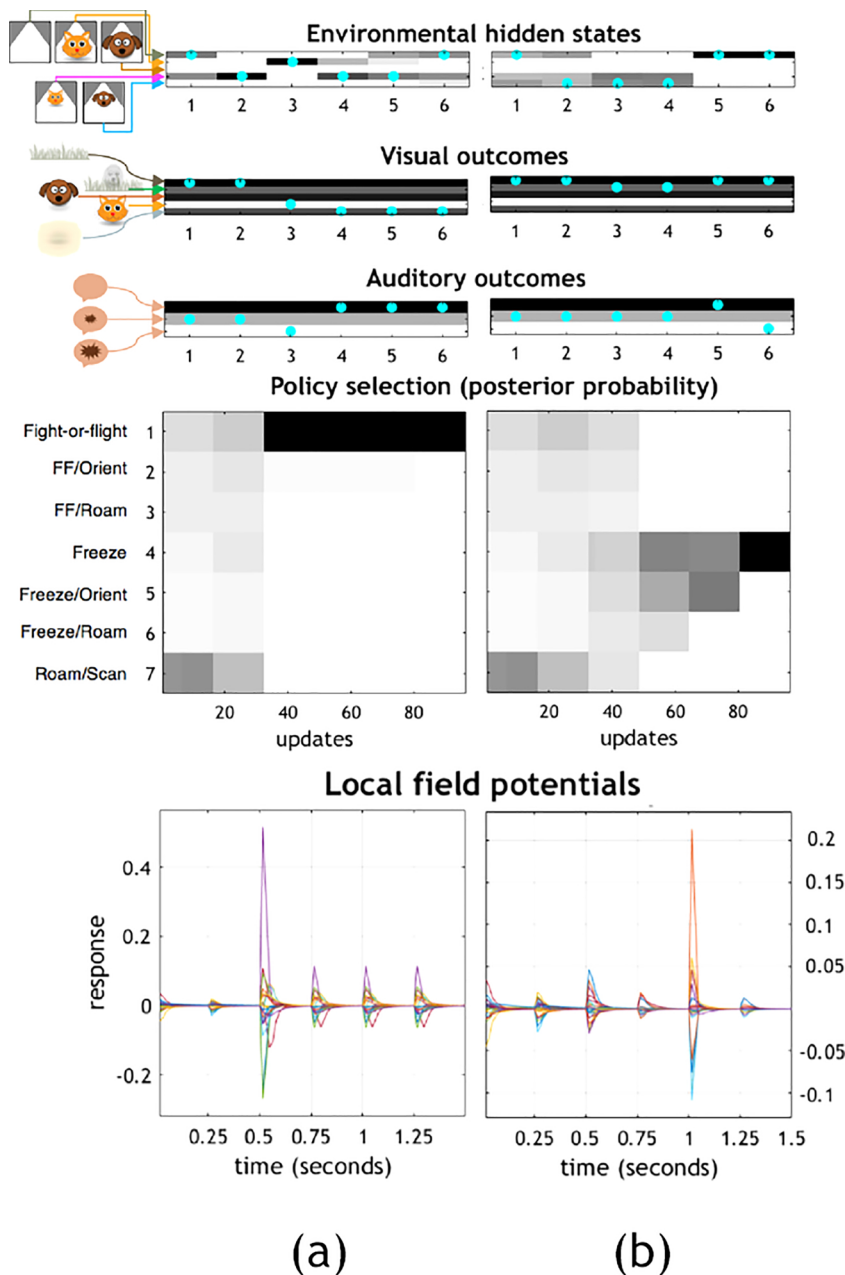 Environmental hidden states
1 2 3 4 5 6 1 2 3 4 5 6
Visual outcomes
1 2 3 4 5 6 1 2 3 4 5 6
Auditory outcomes
1 2 3 4 5 6 1 2 3 4 5 6
Policy selection (posterior probability)
Fight-or-flight 1
FF/Orient 2
FF/Roam 3
Freeze 4
Freeze/Orient 5
Freeze/Roam 6
Roam/Scan 7
20 40 60 80 20 40 60 80
updates updates
Local field potentials
0.4
0.2
0
-0.2
response
0.2
0.15
0.1
0.05
0
-0.05
-0.1
0.25 0.5 0.75 1 1.25 0.25 0.5 0.75 1 1.25 1.5
time (seconds) time (seconds)
(a) (b)